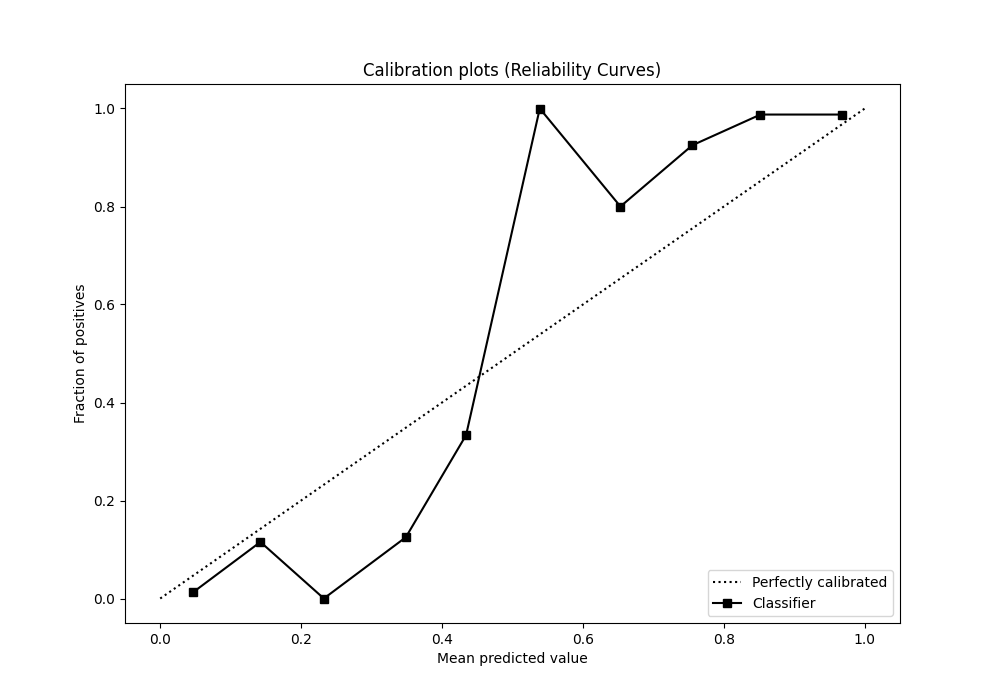 Calibration plots (Reliability Curves)
Fraction of positives
1.0
0.8
0.6
0.4
0.2
0.0
0.0 0.2 0.4 0.6 0.8 1.0
Mean predicted value
Perfectly calibrated
Classifier